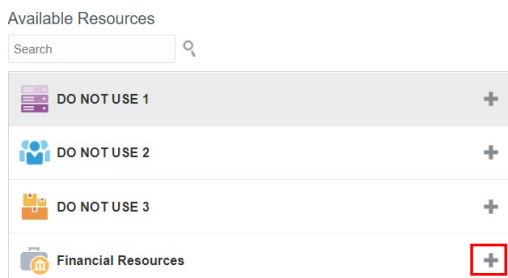 Available Resources
Search
DO NOT USE 1
DO NOT USE 2
DO NOT USE 3
Financial Resources